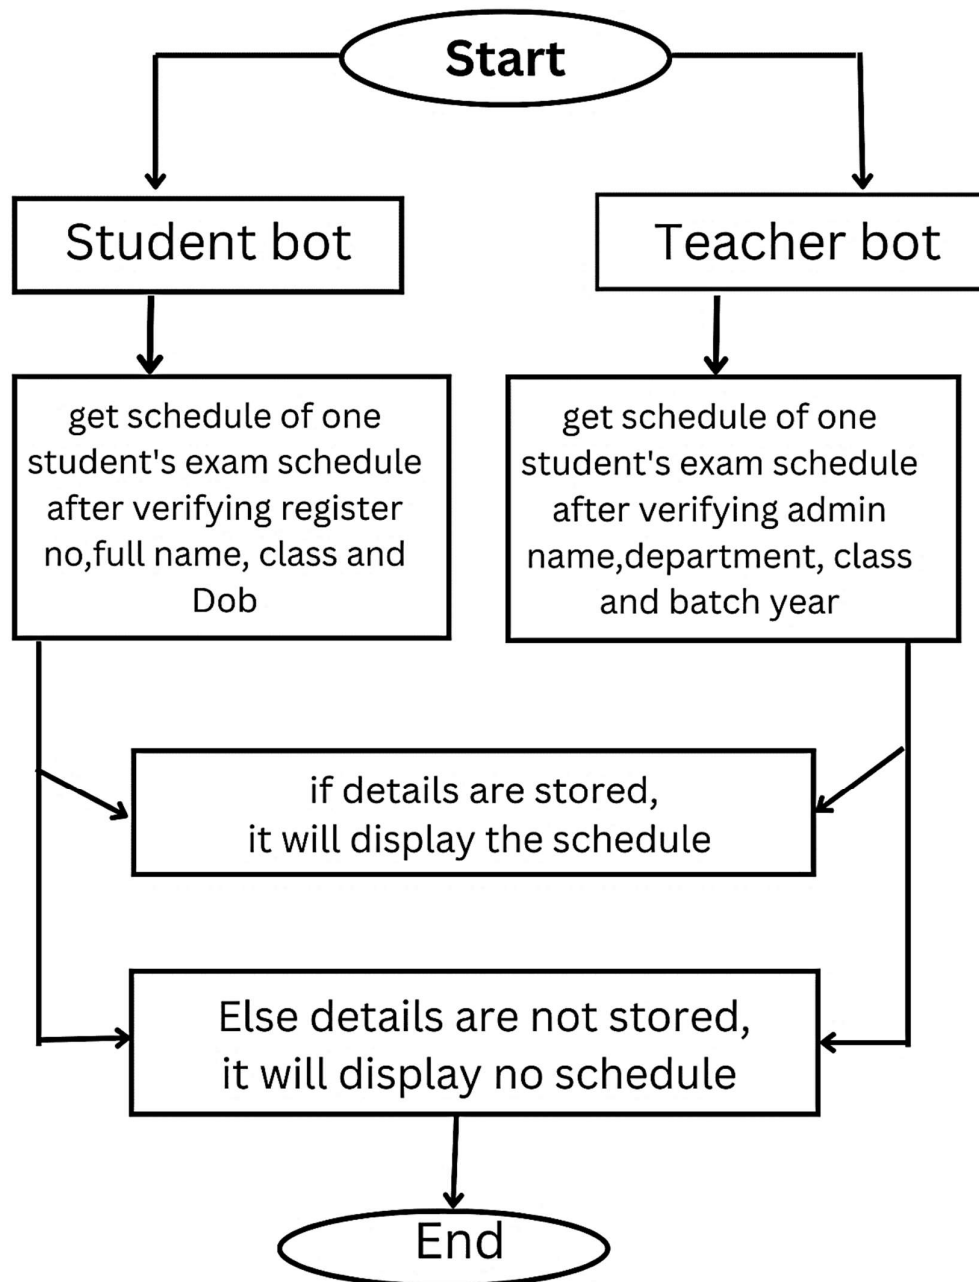 Start
Student bot
Teacher bot
get schedule of one
student's exam schedule
after verifying register
no,full name, class and
Dob
get schedule of one
student's exam schedule
after verifying admin
name,department, class
and batch year
if details are stored,
it will display the schedule
Else details are not stored,
it will display no schedule
End